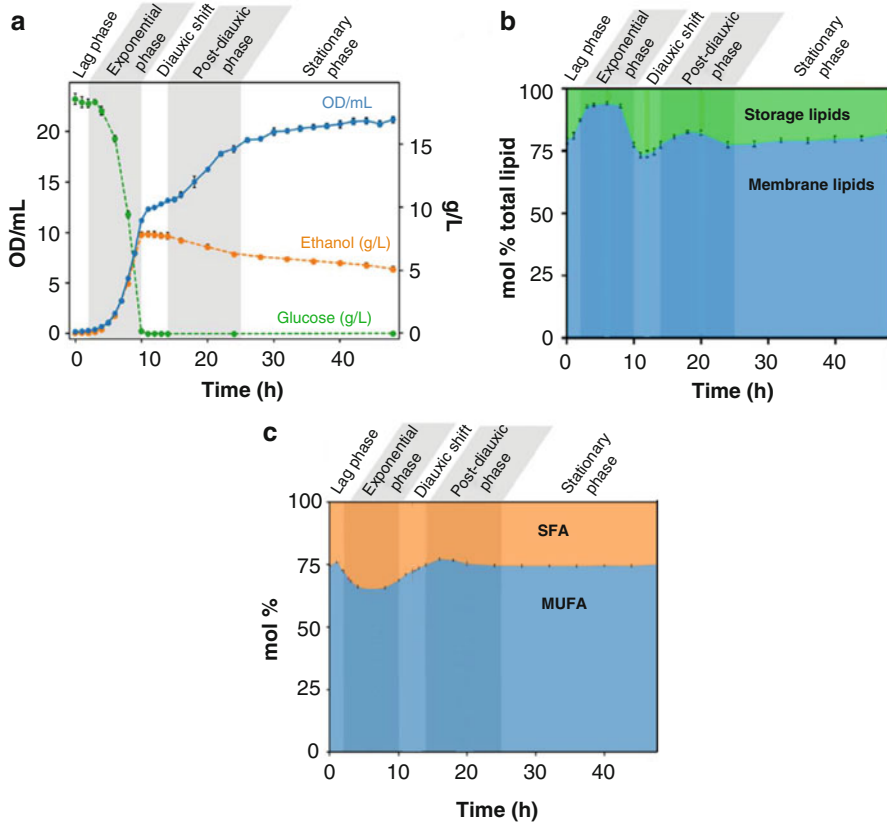 a
Lag phase
Exponential
phase
Diauxic shift
Post-diauxic
phase
Stationary
phase
OD/mL
20
15
10
5
0
OD/mL
Ethanol (g/L)
Glucose (g/L)
15
10
5
0
g/L
0
20
40
10
Time (h)
b
Lag phase
Exponential
phase
Diauxic shift
Post-diauxic
phase
Stationary
phase
mol % total lipid
100
75
50
25
0
Storage lipids
Membrane lipids
0
10
20
30
40
Time (h)
c
Lag phase
Exponential
phase
Diauxic shift
Post-diauxic
phase
Stationary
phase
mol %
100
75
50
25
0
SFA
MUFA
0
10
20
40
Time (h)